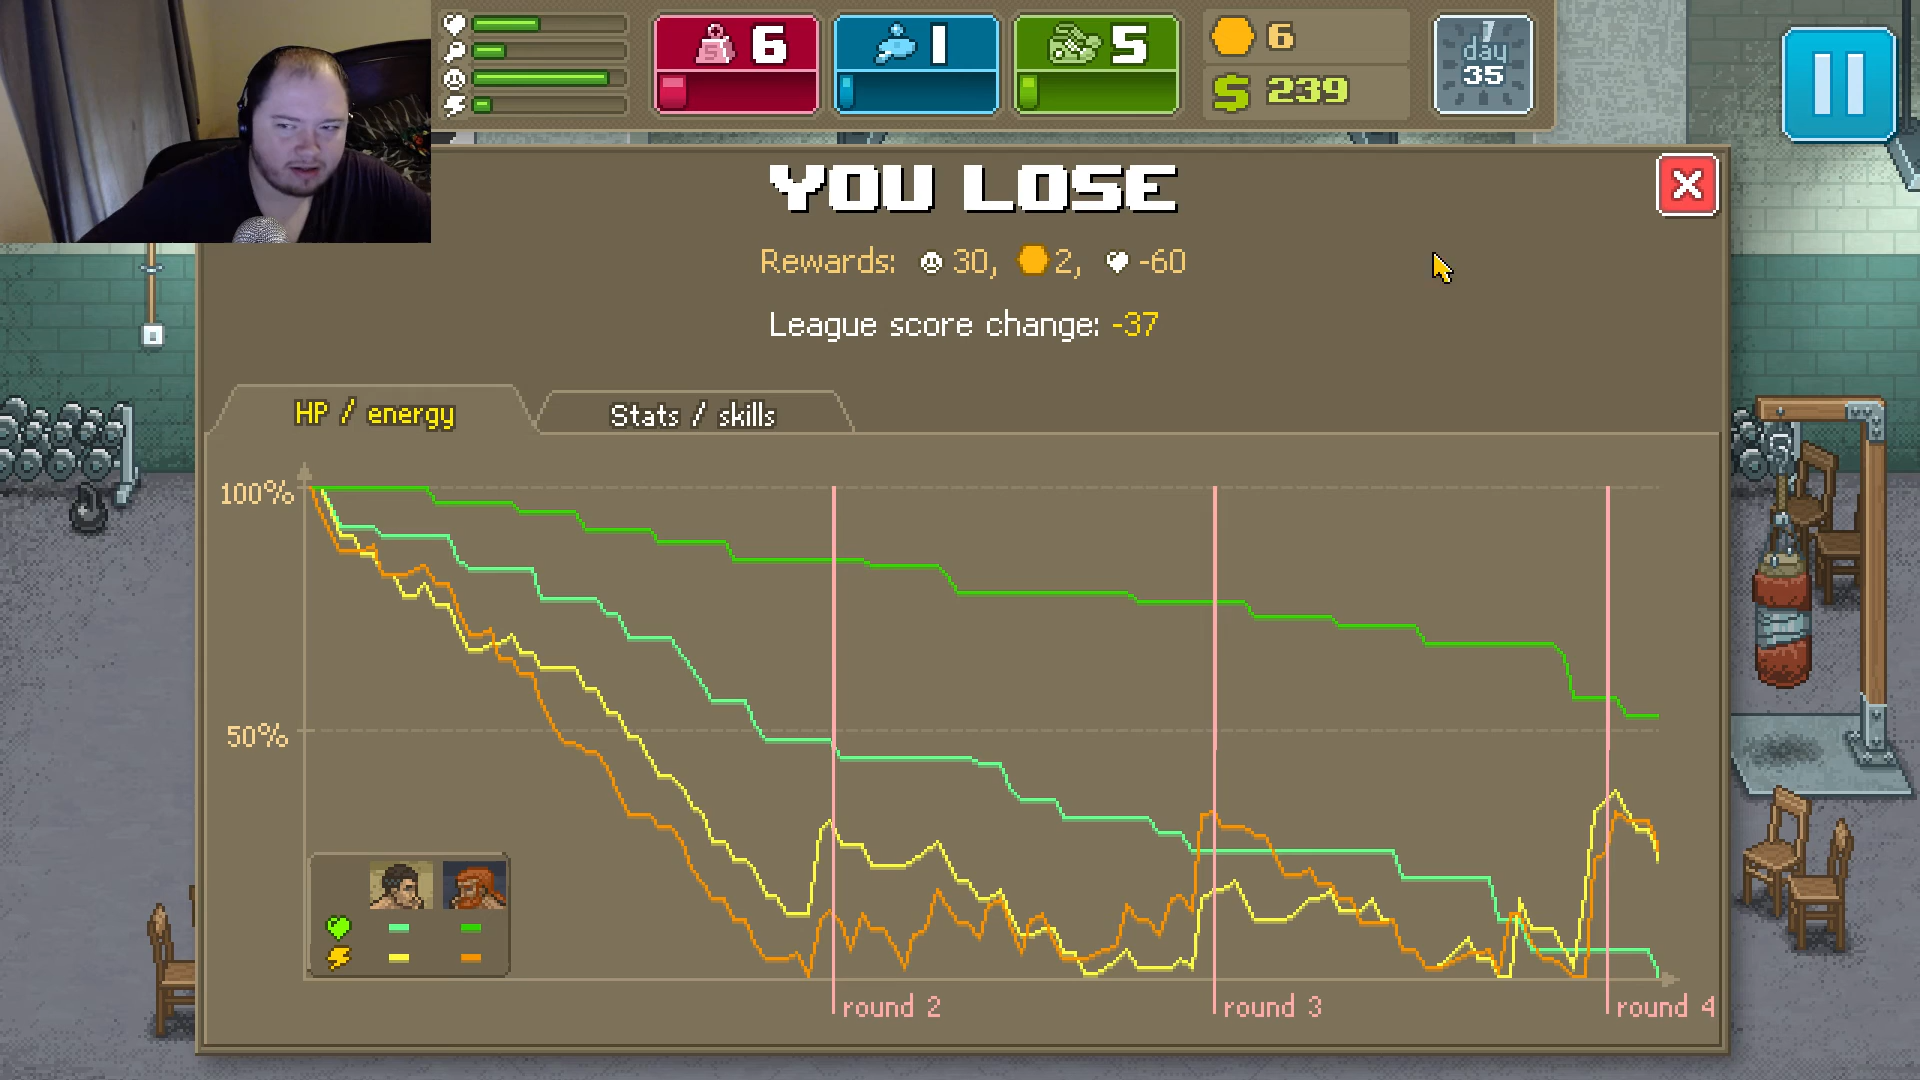 6
1
5
6
$ 239
day
35
YOU LOSE
Rewards: 30, 2, -60
League score change: -37
HP / energy
Stats / skills
100%
50%
round 2
round 3
round 4